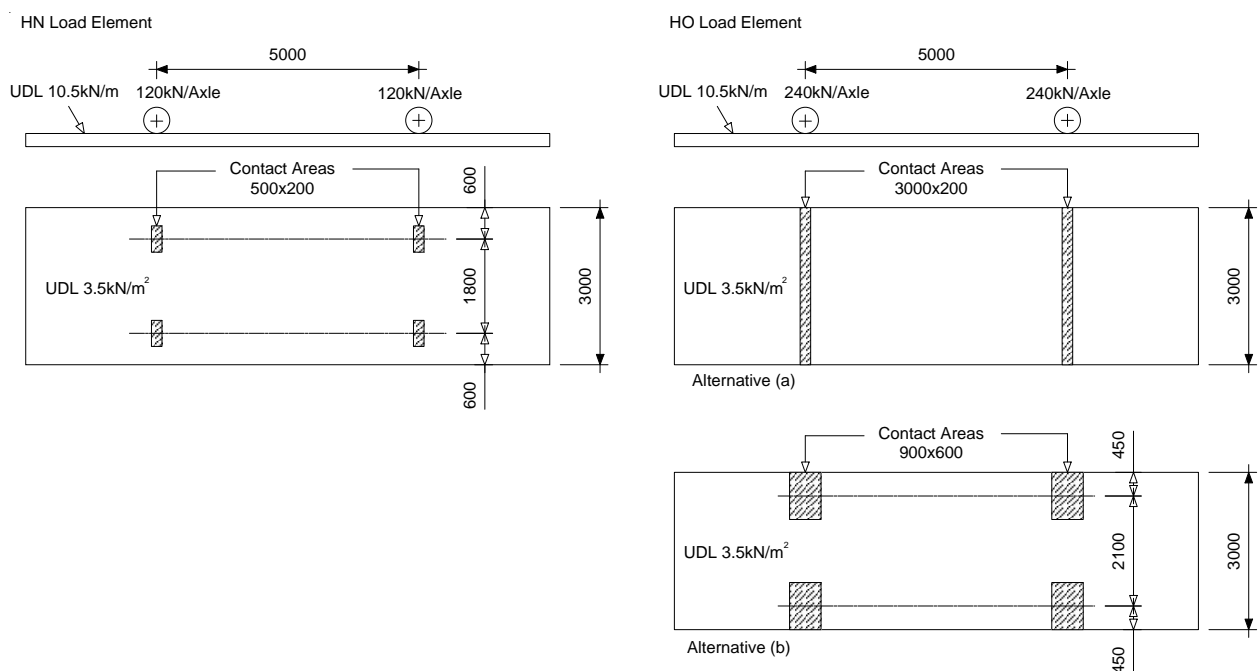 HN Load Element
5000
UDL 10.5kN/m
120kN/Axle
120kN/Axle
Contact Areas
500x200
600
1800
600
3000
UDL 3.5kN/m²
HO Load Element
5000
UDL 10.5kN/m
240kN/Axle
240kN/Axle
Contact Areas
3000x200
3000
UDL 3.5kN/m²
Alternative (a)
Contact Areas
900x600
450
2100
450
3000
UDL 3.5kN/m²
Alternative (b)